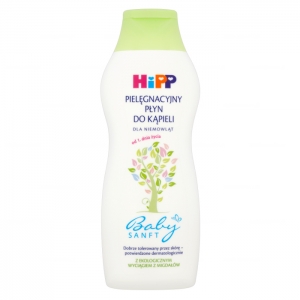 HiPP
PIELĘGNACYJNY
PŁYN
DO KĄPIELI
DLA NIEMOWLĄT
od 1. dnia życia
Baby
SANFT
Dobrze tolerowany przez skórę –
potwierdzone dermatologicznie
Z EKOLOGICZNYM
WYCIĄGIEM Z MIGDAŁÓW